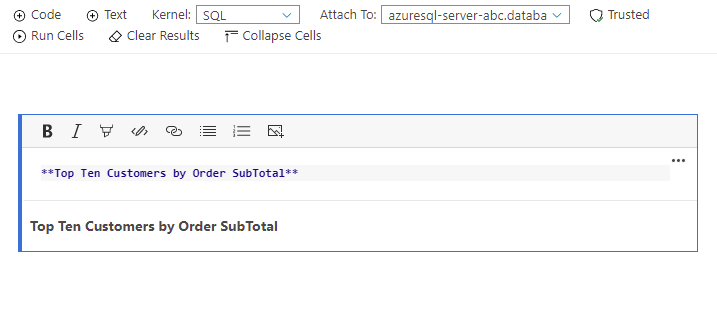 Code Text Kernel: SQL Attach To: azuresql-server-abc.databa Trusted
Run Cells Clear Results Collapse Cells
B I
**Top Ten Customers by Order SubTotal**
Top Ten Customers by Order SubTotal